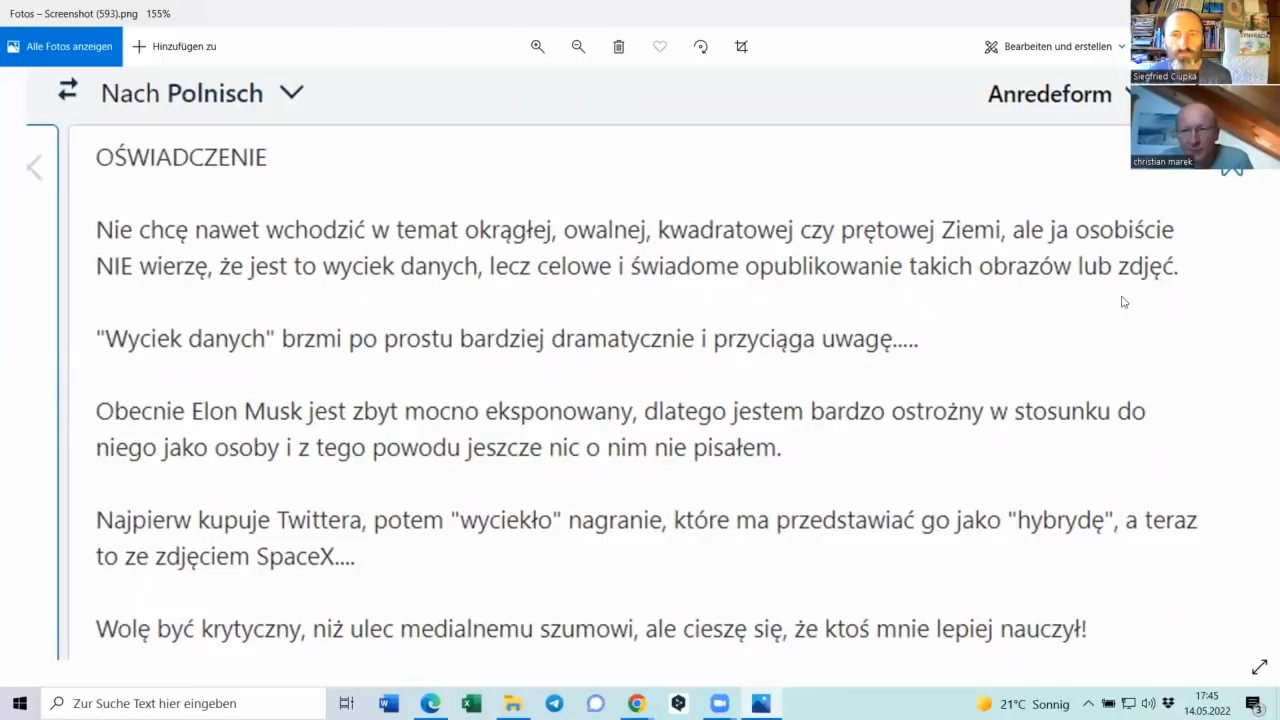 Fotos – Screenshot (593).png 155%
Alle Fotos anzeigen
Hinzufügen zu
Bearbeiten und erstellen
Siegfried Ciupka
christian marek
Nach Polnisch
Anredeform
OŚWIADCZENIE
Nie chcę nawet wchodzić w temat okrągłej, owalnej, kwadratowej czy prętowej Ziemi, ale ja osobiście
NIE wierzę, że jest to wyciek danych, lecz celowe i świadome opublikowanie takich obrazów lub zdjęć.
"Wyciek danych" brzmi po prostu bardziej dramatycznie i przyciąga uwagę.....
Obecnie Elon Musk jest zbyt mocno eksponowany, dlatego jestem bardzo ostrożny w stosunku do
niego jako osoby i z tego powodu jeszcze nic o nim nie pisałem.
Najpierw kupuje Twittera, potem "wyciekło" nagranie, które ma przedstawiać go jako "hybrydę", a teraz
to ze zdjęciem SpaceX....
Wolę być krytyczny, niż ulec medialnemu szumowi, ale cieszę się, że ktoś mnie lepiej nauczył!
Zur Suche Text hier eingeben
21°C Sonnig
17:45
14.05.2022
3